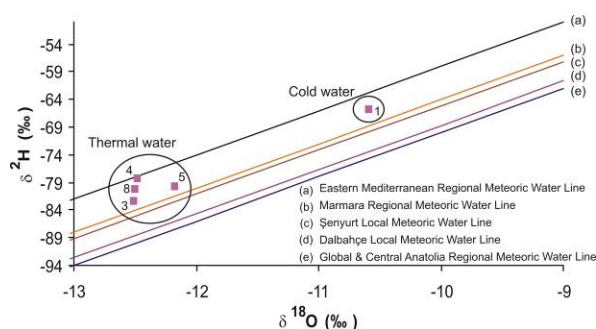 (a)
-54
(b)
-59
(c)
Cold water
(d)
-64
1
(e)
-69
Thermal water
-74
4
5
-79
8
(a) Eastern Mediterranean Regional Meteoric Water Line
3
-84
(b) Marmara Regional Meteoric Water Line
(c) Şenyurt Local Meteoric Water Line
-89
(d) Dalbahçe Local Meteoric Water Line
-94
(e) Global & Central Anatolia Regional Meteoric Water Line
δ ²H (‰)
-13 -12 -11 -10 -9
δ ¹⁸O (‰)